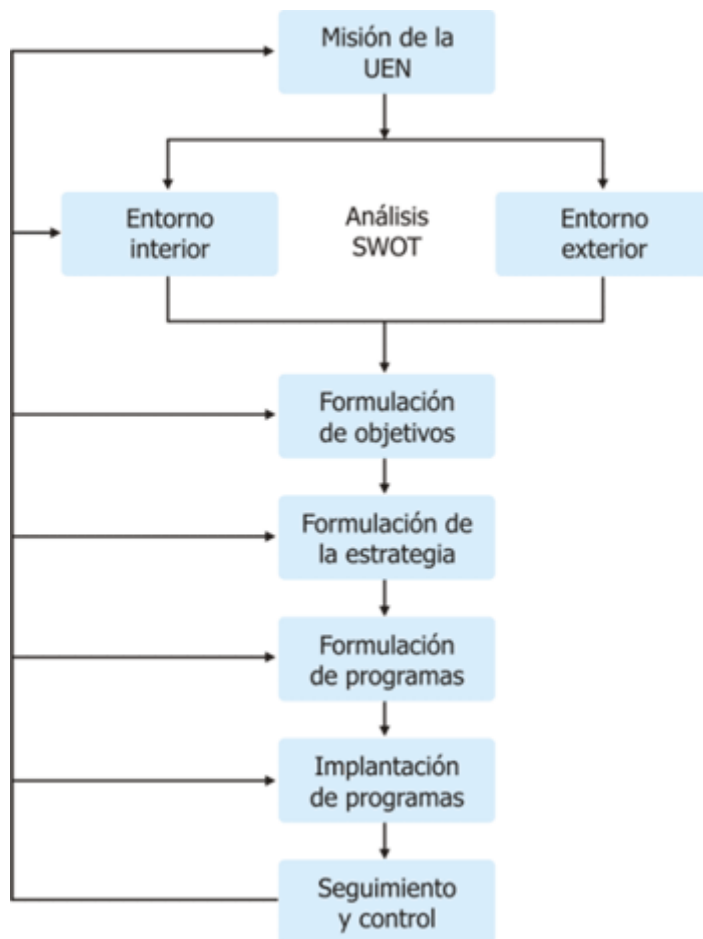 Misión de la
UEN
Entorno
interior
Análisis
SWOT
Entorno
exterior
Formulación
de objetivos
Formulación de
la estrategia
Formulación
de programas
Implantación
de programas
Seguimiento
y control